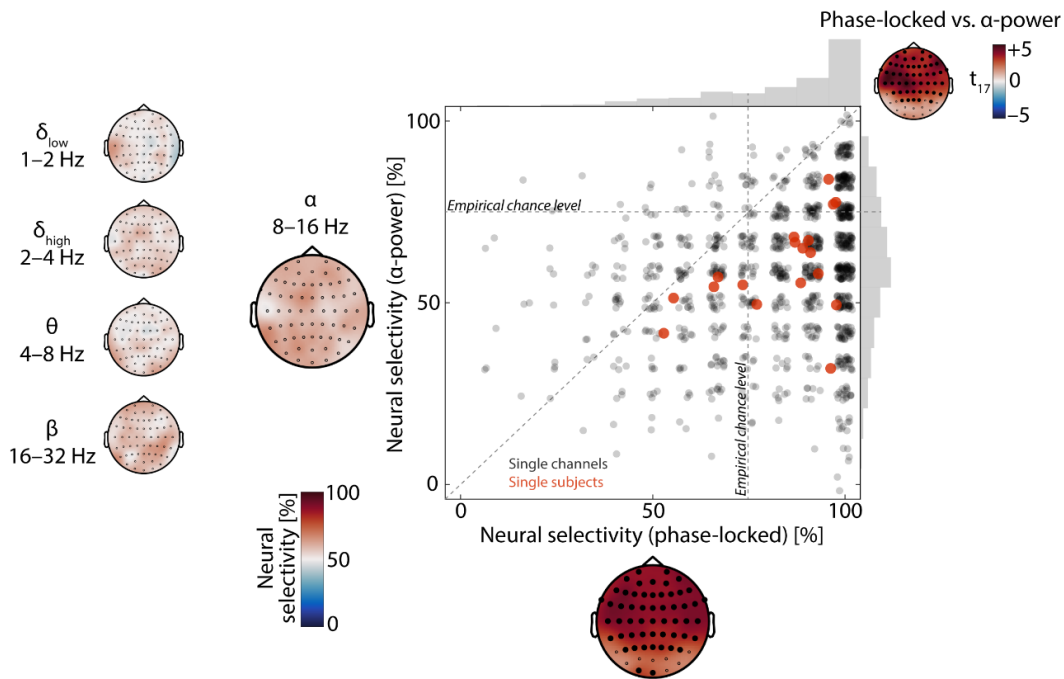 Phase-locked vs. α-power
+5
t17 0
−5
δlow
1–2 Hz
δhigh
2–4 Hz
θ
4–8 Hz
β
16–32 Hz
α
8–16 Hz
Neural selectivity (α-power) [%]
100
50
0
Empirical chance level
Empirical chance level
Single channels
Single subjects
0 50 100
Neural selectivity (phase-locked) [%]
Neural
selectivity [%]
100
50
0